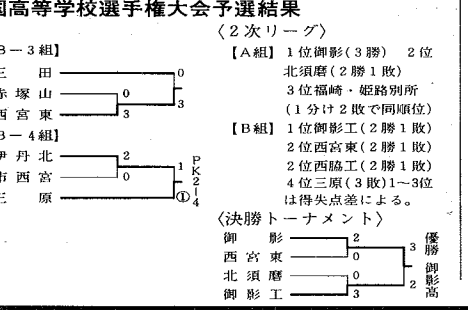 国高等学校選手権大会予選結果
B－3組】
三田 0
赤塚山 0
西宮東 3
3
B－4組】
伊丹北 2
市西宮 0
三原
1
①
PK2－4
〈2次リーグ〉
【A組】1位御影(3勝) 2位
北須磨(2勝1敗)
3位福崎・姫路別所
(1分け2敗で同順位)
【B組】1位御影工(2勝1敗)
2位西宮東(2勝1敗)
2位西脇工(2勝1敗)
4位三原(3敗)1～3位
は得失点差による。
〈決勝トーナメント〉
御影 2
西宮東 0
北須磨 0
御影工 3
3
2
優勝 御影高